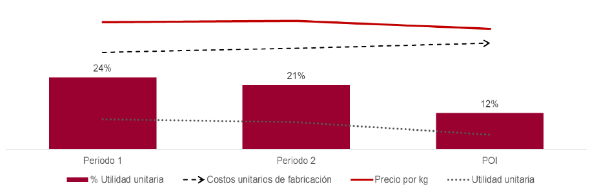 24%
21%
12%
Periodo 1 Periodo 2 POI
% Utilidad unitaria Costos unitarios de fabricación Precio por kg Utilidad unitaria